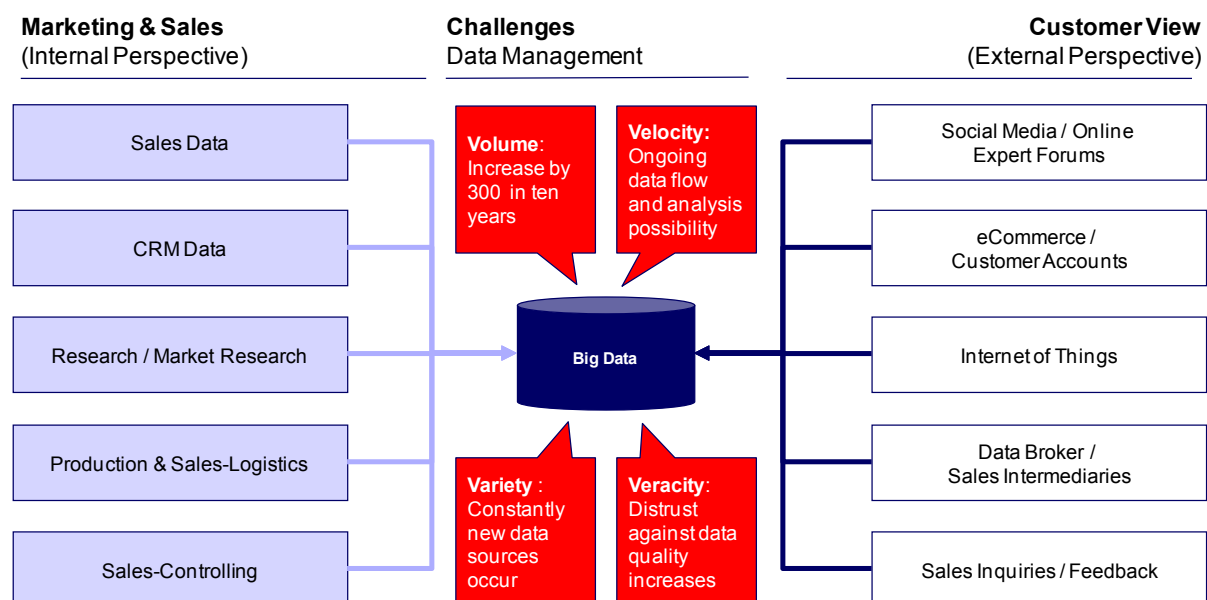 Marketing & Sales
(Internal Perspective)
Challenges
Data Management
Customer View
(External Perspective)
Sales Data
CRM Data
Research / Market Research
Production & Sales-Logistics
Sales-Controlling
Volume:
Increase by
300 in ten
years
Velocity:
Ongoing
data flow
and analysis
possibility
Big Data
Variety :
Constantly
new data
sources
occur
Veracity:
Distrust
against data
quality
increases
Social Media / Online
Expert Forums
eCommerce /
Customer Accounts
Internet of Things
Data Broker /
Sales Intermediaries
Sales Inquiries / Feedback